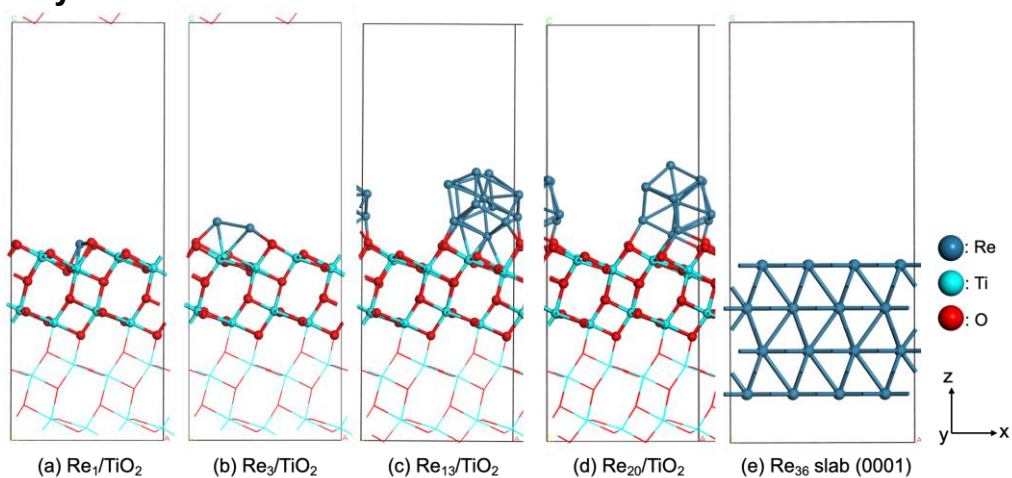 : Re
: Ti
: O
z
y
x
(a) Re₁/TiO₂
(b) Re₃/TiO₂
(c) Re₁₃/TiO₂
(d) Re₂₀/TiO₂
(e) Re₃₆ slab (0001)